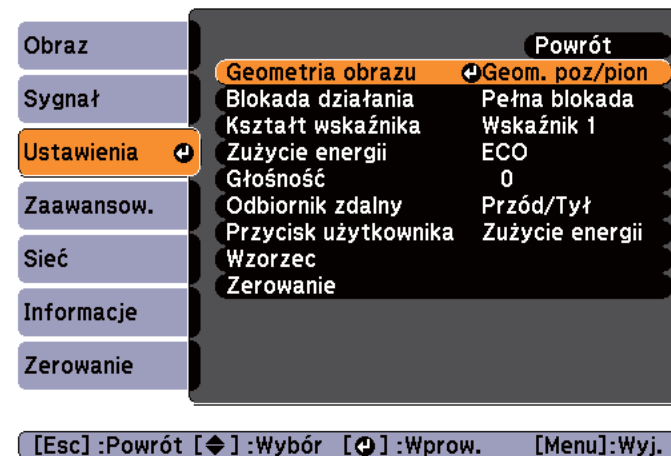 Obraz
Sygnał
Ustawienia
Zaawansow.
Sieć
Informacje
Zerowanie
Powrót
Geometria obrazu Geom. poz/pion
Blokada działania Pełna blokada
Kształt wskaźnika Wskaźnik 1
Zużycie energii ECO
Głośność 0
Odbiornik zdalny Przód/Tył
Przycisk użytkownika Zużycie energii
Wzorzec
Zerowanie
[Esc] :Powrót [◆] :Wybór [⏎] :Wprow. [Menu]:Wyj.